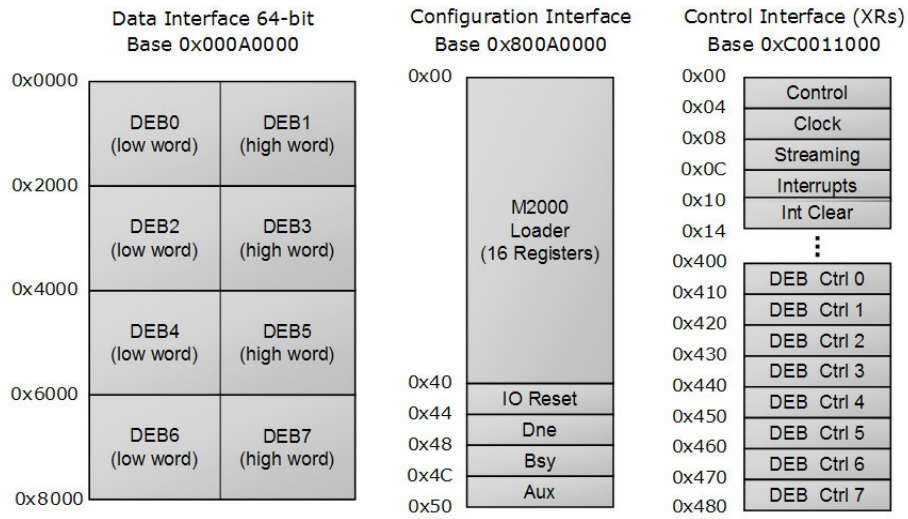 Data Interface 64-bit
Base 0x000A0000
0x0000
DEB0
(low word)
DEB1
(high word)
0x2000
DEB2
(low word)
DEB3
(high word)
0x4000
DEB4
(low word)
DEB5
(high word)
0x6000
DEB6
(low word)
DEB7
(high word)
0x8000
Configuration Interface
Base 0x800A0000
0x00
M2000
Loader
(16 Registers)
0x40
IO Reset
0x44
Dne
0x48
Bsy
0x4C
Aux
0x50
Control Interface (XRs)
Base 0xC0011000
0x00
Control
0x04
Clock
0x08
Streaming
0x0C
Interrupts
0x10
Int Clear
0x14
0x400
DEB Ctrl 0
0x410
DEB Ctrl 1
0x420
DEB Ctrl 2
0x430
DEB Ctrl 3
0x440
DEB Ctrl 4
0x450
DEB Ctrl 5
0x460
DEB Ctrl 6
0x470
DEB Ctrl 7
0x480